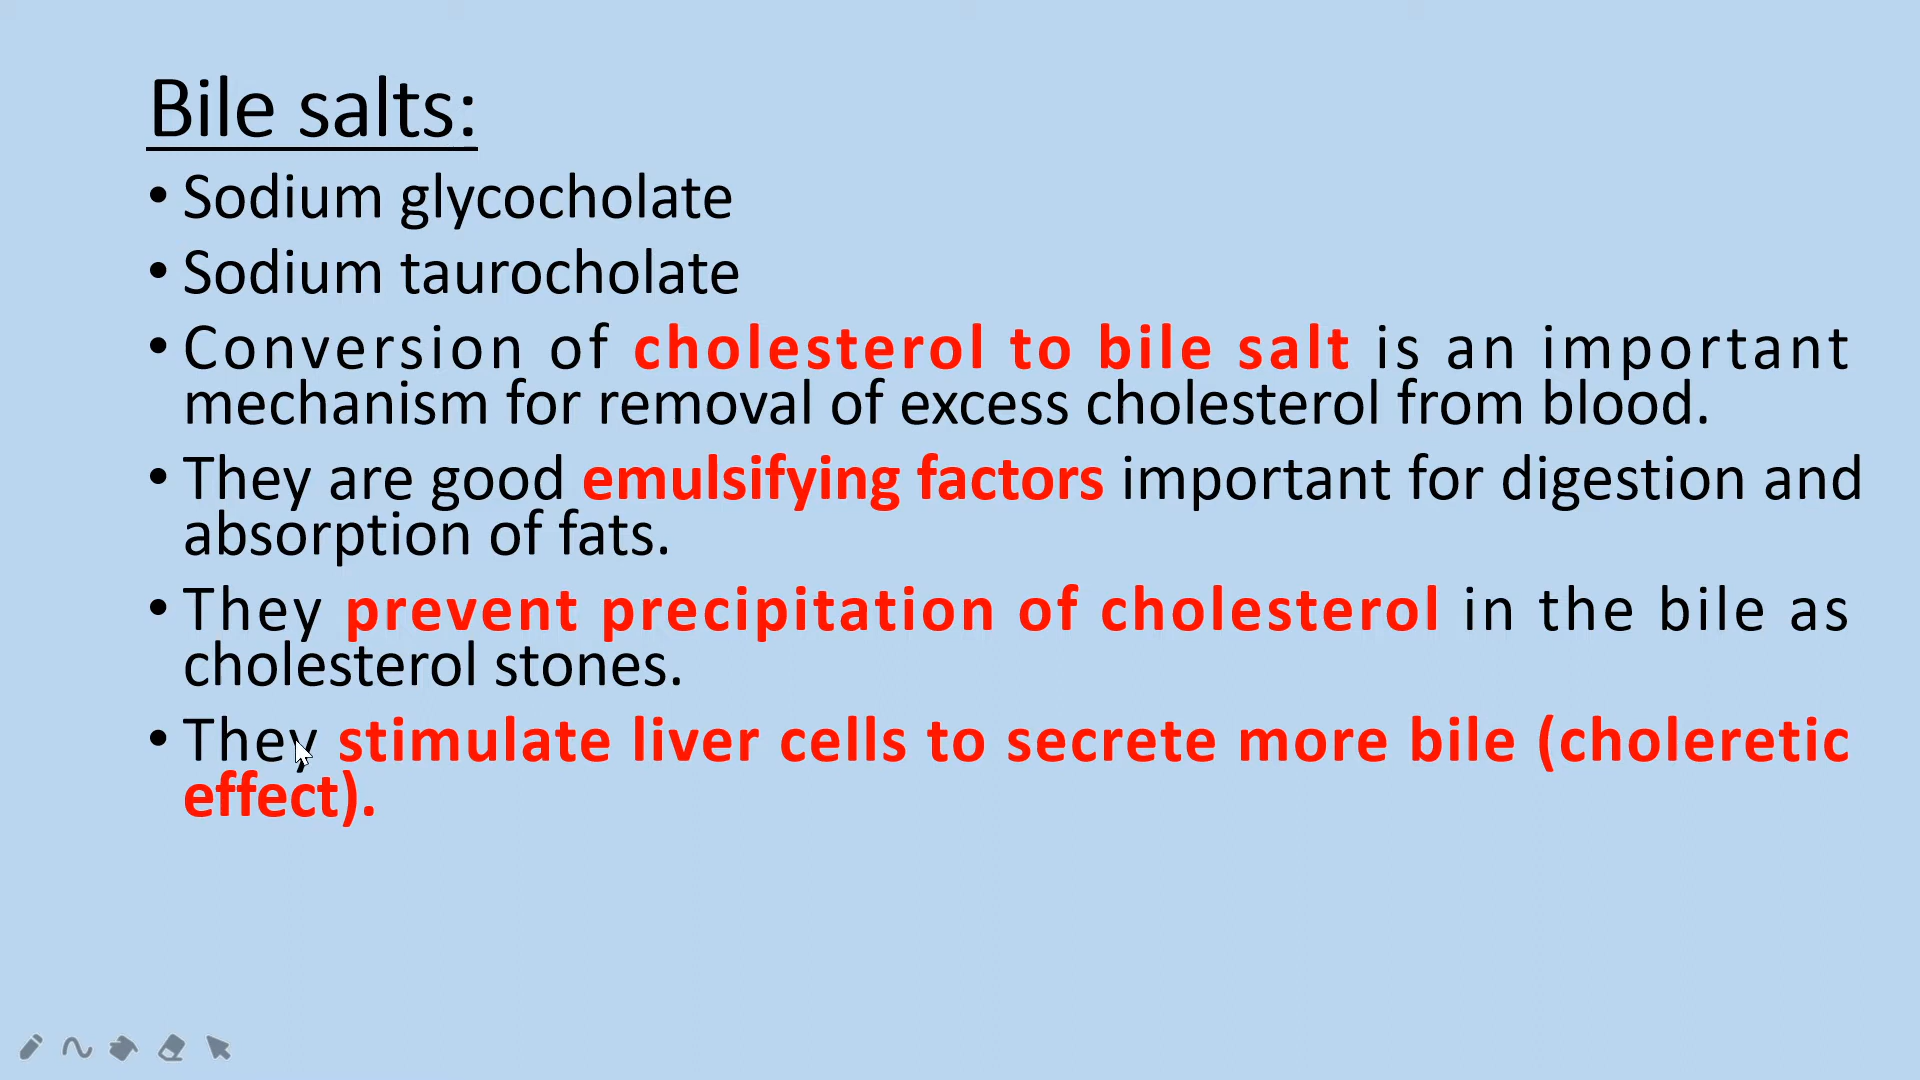 Bile salts:
• Sodium glycocholate
• Sodium taurocholate
• Conversion of cholesterol to bile salt is an important
mechanism for removal of excess cholesterol from blood.
• They are good emulsifying factors important for digestion and
absorption of fats.
• They prevent precipitation of cholesterol in the bile as
cholesterol stones.
• They stimulate liver cells to secrete more bile (choleretic
effect).